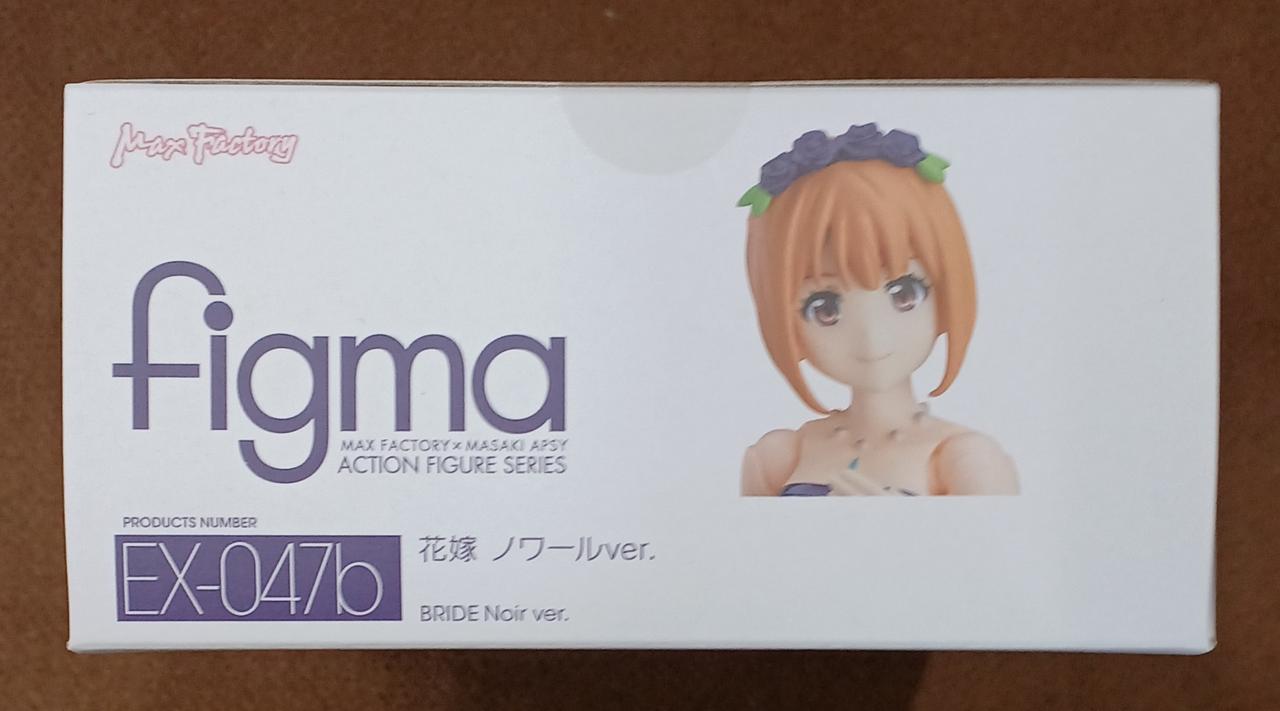 Max Factory
figma
MAX FACTORY × MASAKI APSY
ACTION FIGURE SERIES
PRODUCTS NUMBER
EX-047b
花嫁 ノワールver.
BRIDE Noir ver.